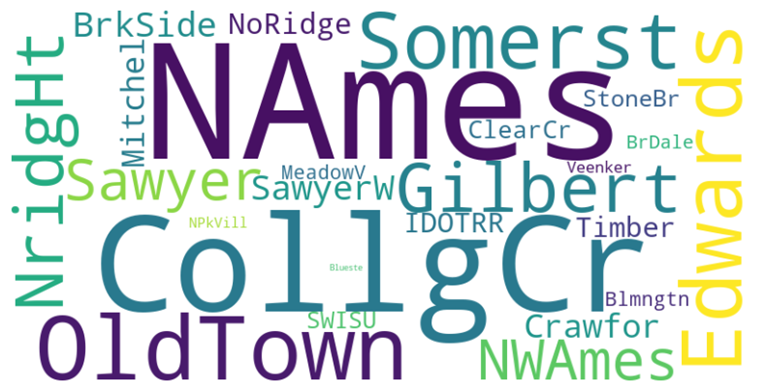 BrkSide
NoRidge
Somerst
NAmes
Mitchel
NridgHt
Edwards
StoneBr
ClearCr
BrDale
Sawyer
MeadowV
SawyerW
Gilbert
Veenker
NPkVill
CollgCr
IDOTRR
Timber
Blueste
Blmngtn
OldTown
SWISU
Crawfor
NWAmes